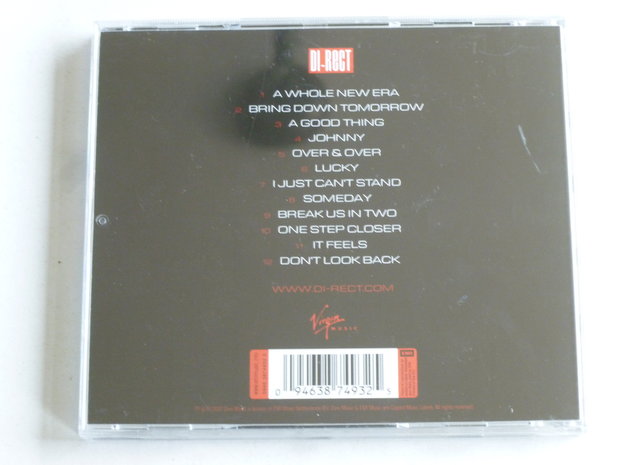 DI-RECT
1 A WHOLE NEW ERA
2 BRING DOWN TOMORROW
3 A GOOD THING
4 JOHNNY
5 OVER & OVER
6 LUCKY
7 I JUST CAN'T STAND
8 SOMEDAY
9 BREAK US IN TWO
10 ONE STEP CLOSER
11 IT FEELS
12 DON'T LOOK BACK
WWW.DI-RECT.COM
Virgin
MUSIC
EMI
0 94638 74932 5